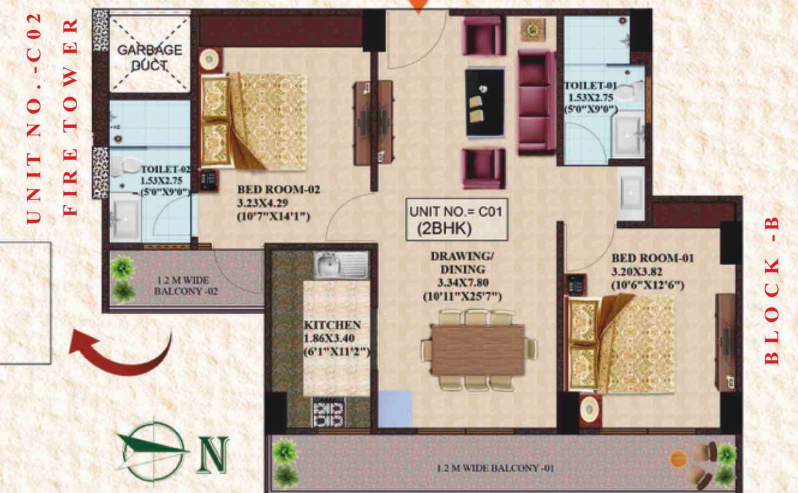 UNIT NO.-C02
FIRE TOWER
GARBAGE
DUCT
TOILET-01
1.53X2.75
(5'0"X9'0")
TOILET-02
1.53X2.75
(5'0"X9'0")
BED ROOM-02
3.23X4.29
(10'7"X14'1")
UNIT NO.= C01
(2BHK)
DRAWING/
DINING
3.34X7.80
(10'11"X25'7")
BED ROOM-01
3.20X3.82
(10'6"X12'6")
1.2 M WIDE
BALCONY -02
KITCHEN
1.86X3.40
(6'1"X11'2")
BLOCK -B
N
1.2 M WIDE BALCONY -01